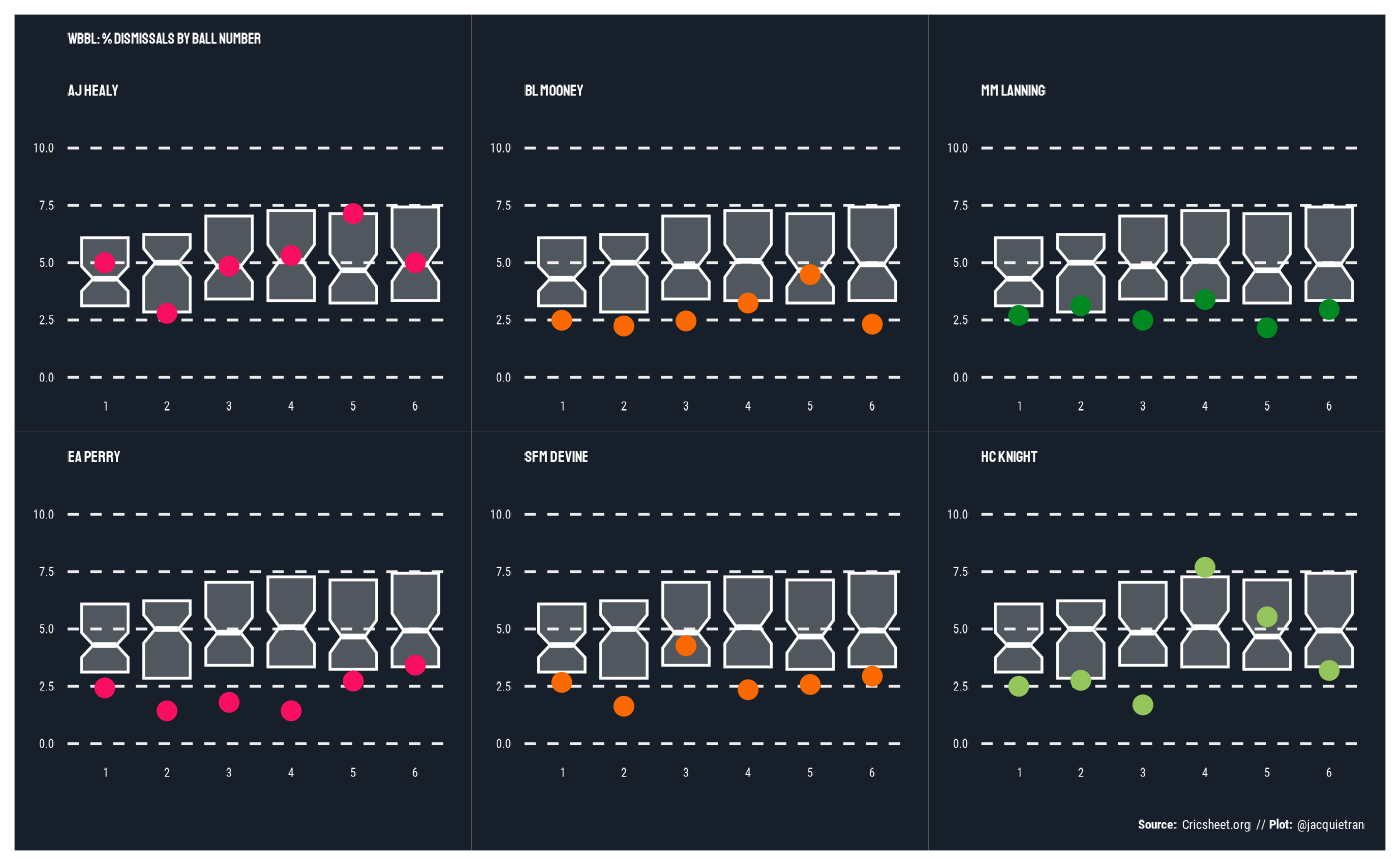 WBBL: % DISMISSALS BY BALL NUMBER
AJ HEALY
BL MOONEY
MM LANNING
10.0
7.5
5.0
2.5
0.0
1 2 3 4 5 6
10.0
7.5
5.0
2.5
0.0
1 2 3 4 5 6
10.0
7.5
5.0
2.5
0.0
1 2 3 4 5 6
EA PERRY
SFM DEVINE
HC KNIGHT
10.0
7.5
5.0
2.5
0.0
1 2 3 4 5 6
10.0
7.5
5.0
2.5
0.0
1 2 3 4 5 6
10.0
7.5
5.0
2.5
0.0
1 2 3 4 5 6
Source: Cricsheet.org // Plot: @jacquietran